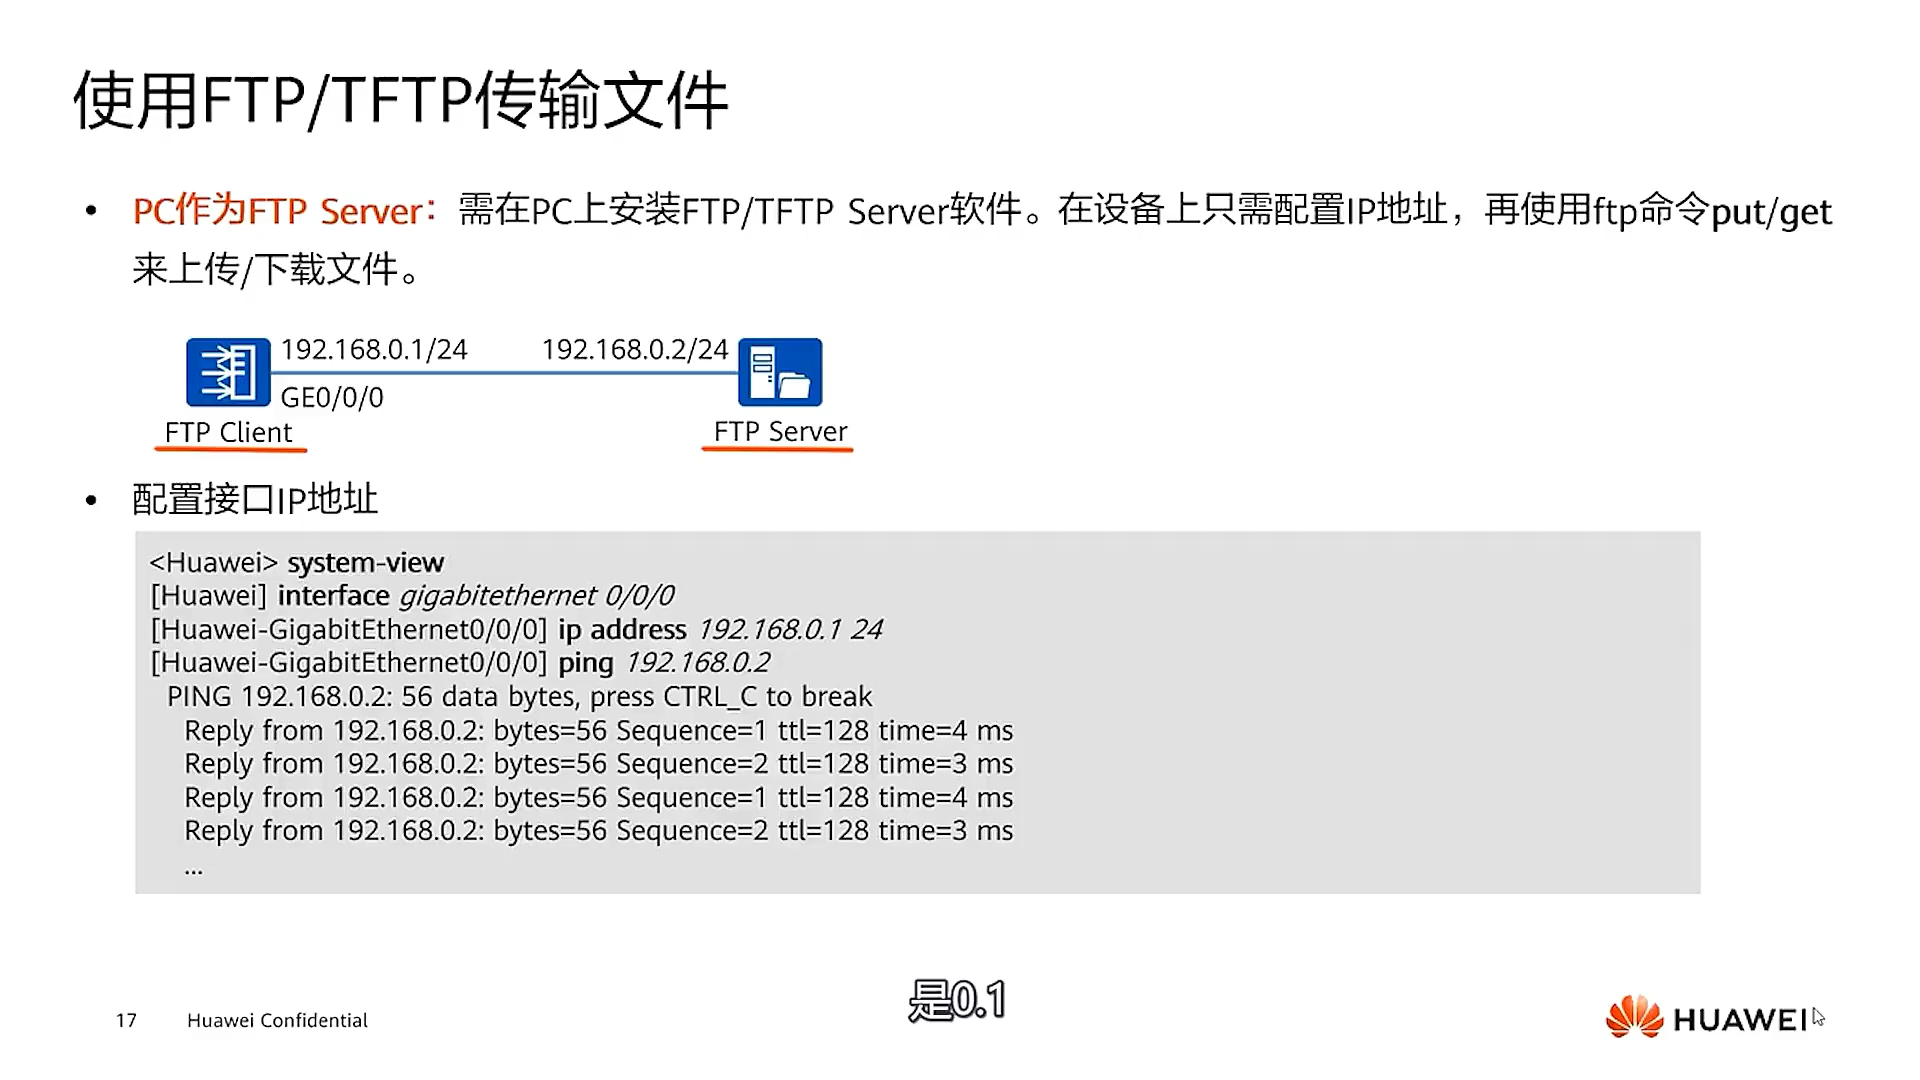 使用FTP/TFTP传输文件
• PC作为FTP Server：需在PC上安装FTP/TFTP Server软件。在设备上只需配置IP地址，再使用ftp命令put/get
来上传/下载文件。
192.168.0.1/24 192.168.0.2/24
GE0/0/0
FTP Client FTP Server
• 配置接口IP地址
<Huawei> system-view
[Huawei] interface gigabitethernet 0/0/0
[Huawei-GigabitEthernet0/0/0] ip address 192.168.0.1 24
[Huawei-GigabitEthernet0/0/0] ping 192.168.0.2
PING 192.168.0.2: 56 data bytes, press CTRL_C to break
Reply from 192.168.0.2: bytes=56 Sequence=1 ttl=128 time=4 ms
Reply from 192.168.0.2: bytes=56 Sequence=2 ttl=128 time=3 ms
Reply from 192.168.0.2: bytes=56 Sequence=1 ttl=128 time=4 ms
Reply from 192.168.0.2: bytes=56 Sequence=2 ttl=128 time=3 ms
...
是0.1
17 Huawei Confidential
HUAWEI